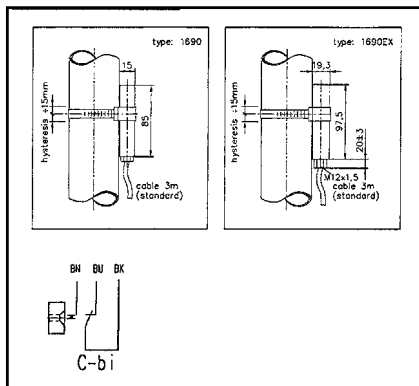 type: 1690
15
hysteresis ±15mm
85
cable 3m
(standard)
type: 1690EX
19,3
hysteresis ±15mm
97,5
20±3
M12x1,5
cable 3m
(standard)
BN BU BK
C-bi